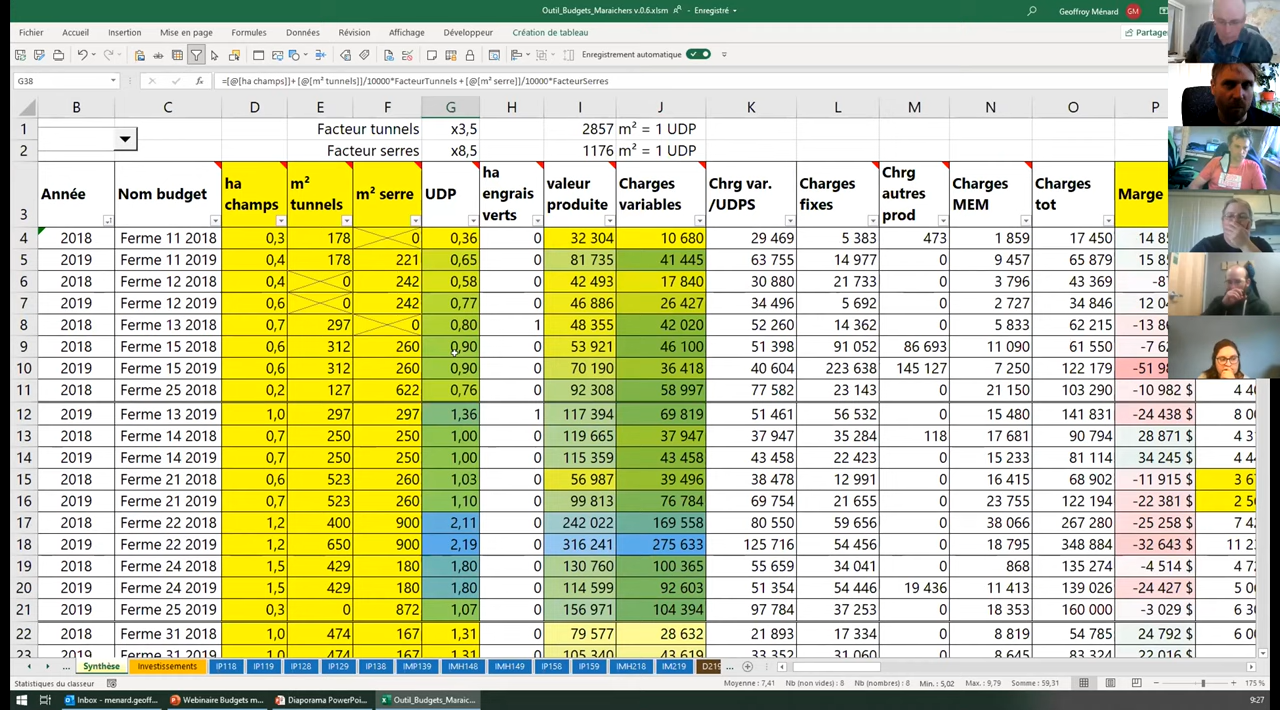 Outil_Budgets_Maraichers v.0.6.xlsm - Enregistré
Geoffroy Ménard GM
Fichier Accueil Insertion Mise en page Formules Données Révision Affichage Développeur Création de tableau Partager
Enregistrement automatique
G38 =[@[ha champs]]+ [@[m² tunnels]]/10000*FacteurTunnels + [@[m² serre]]/10000*FacteurSerres
B C D E F G H I J K L M N O P
1 Facteur tunnels x3,5 2857 m² = 1 UDP
2 Facteur serres x8,5 1176 m² = 1 UDP
3 Année Nom budget ha champs m² tunnels m² serre UDP ha engrais verts valeur produite Charges variables Chrg var. /UDPS Charges fixes Chrg autres prod Charges MEM Charges tot Marge
4 2018 Ferme 11 2018 0,3 178 0 0,36 0 32 304 10 680 29 469 5 383 473 1 859 17 450 14 8
5 2019 Ferme 11 2019 0,4 178 221 0,65 0 81 735 41 445 63 755 14 977 0 9 457 65 879 15 8
6 2018 Ferme 12 2018 0,4 0 242 0,58 0 42 493 17 840 30 880 21 733 0 3 796 43 369 -8
7 2019 Ferme 12 2019 0,6 0 242 0,77 0 46 886 26 427 34 496 5 692 0 2 727 34 846 12 0
8 2018 Ferme 13 2018 0,7 297 0 0,80 1 48 355 42 020 52 260 14 362 0 5 833 62 215 -13 8
9 2018 Ferme 15 2018 0,6 312 260 0,90 0 53 921 46 100 51 398 91 052 86 693 11 090 61 550 -7 6
10 2019 Ferme 15 2019 0,6 312 260 0,90 0 70 190 36 418 40 604 223 638 145 127 7 250 122 179 -51 9
11 2018 Ferme 25 2018 0,2 127 622 0,76 0 92 308 58 997 77 582 23 143 0 21 150 103 290 -10 982 $ 4 4
12 2019 Ferme 13 2019 1,0 297 297 1,36 1 117 394 69 819 51 461 56 532 0 15 480 141 831 -24 438 $ 8 0
13 2018 Ferme 14 2018 0,7 250 250 1,00 0 119 665 37 947 37 947 35 284 118 17 681 90 794 28 871 $ 4 3
14 2019 Ferme 14 2019 0,7 250 250 1,00 0 115 359 43 458 43 458 22 423 0 15 233 81 114 34 245 $ 4 4
15 2018 Ferme 21 2018 0,6 523 260 1,03 0 56 987 39 496 38 478 12 991 0 16 415 68 902 -11 915 $ 3 6
16 2019 Ferme 21 2019 0,7 523 260 1,10 0 99 813 76 784 69 754 21 655 0 23 755 122 194 -22 381 $ 2 5
17 2018 Ferme 22 2018 1,2 400 900 2,11 0 242 022 169 558 80 550 59 656 0 38 066 267 280 -25 258 $ 7 4
18 2019 Ferme 22 2019 1,2 650 900 2,19 0 316 241 275 633 125 716 54 456 0 18 795 348 884 -32 643 $ 11 2
19 2018 Ferme 24 2018 1,5 429 180 1,80 0 130 760 100 365 55 659 34 041 0 868 135 274 -4 514 $ 4 7
20 2019 Ferme 24 2019 1,5 429 180 1,80 0 114 599 92 603 51 354 54 446 19 436 11 413 139 026 -24 427 $ 5 0
21 2019 Ferme 25 2019 0,3 0 872 1,07 0 156 971 104 394 97 784 37 253 0 18 353 160 000 -3 029 $ 6 3
22 2018 Ferme 31 2018 1,0 474 167 1,31 0 79 577 28 632 21 893 17 334 0 8 819 54 785 24 792 $ 6 0
23 2019 Ferme 31 2019 1,0 474 167 1,31 0 105 340 43 619 33 352 31 060 0 8 645 83 324 22 016 $
... Synthèse Investissements IP118 IP119 IP128 IP129 IP138 IMP139 IMH148 IMH149 IP158 IP159 IMH218 IM219 D219 ...
Statistiques du classeur Moyenne : 7,41 Nb (non vides) : 8 Nb (nombres) : 8 Min. : 5,02 Max. : 9,79 Somme : 59,31 175 %
Inbox - menard.geoff... Webinaire Budgets m... Diaporama PowerPoi... Outil_Budgets_Maraic... 9:27